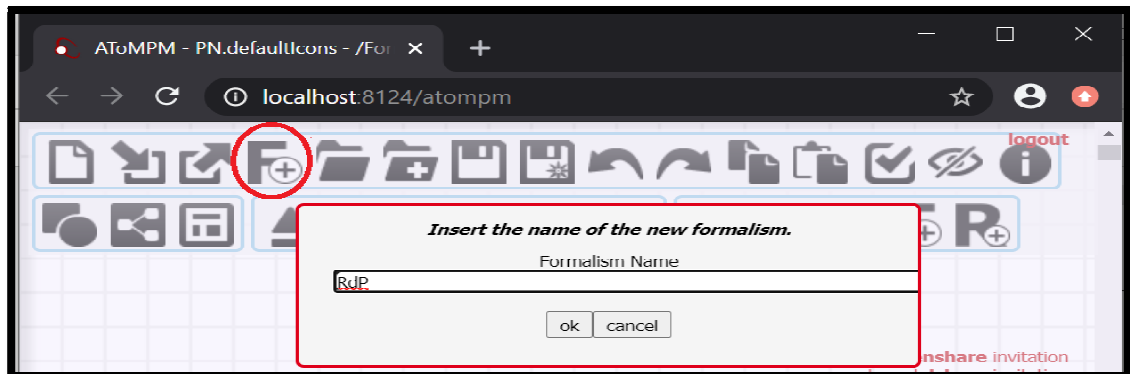 AToMPM - PN.defaultIcons - /For
localhost:8124/atompm
logout
Insert the name of the new formalism.
Formalism Name
RdP
ok cancel
enshare invitation